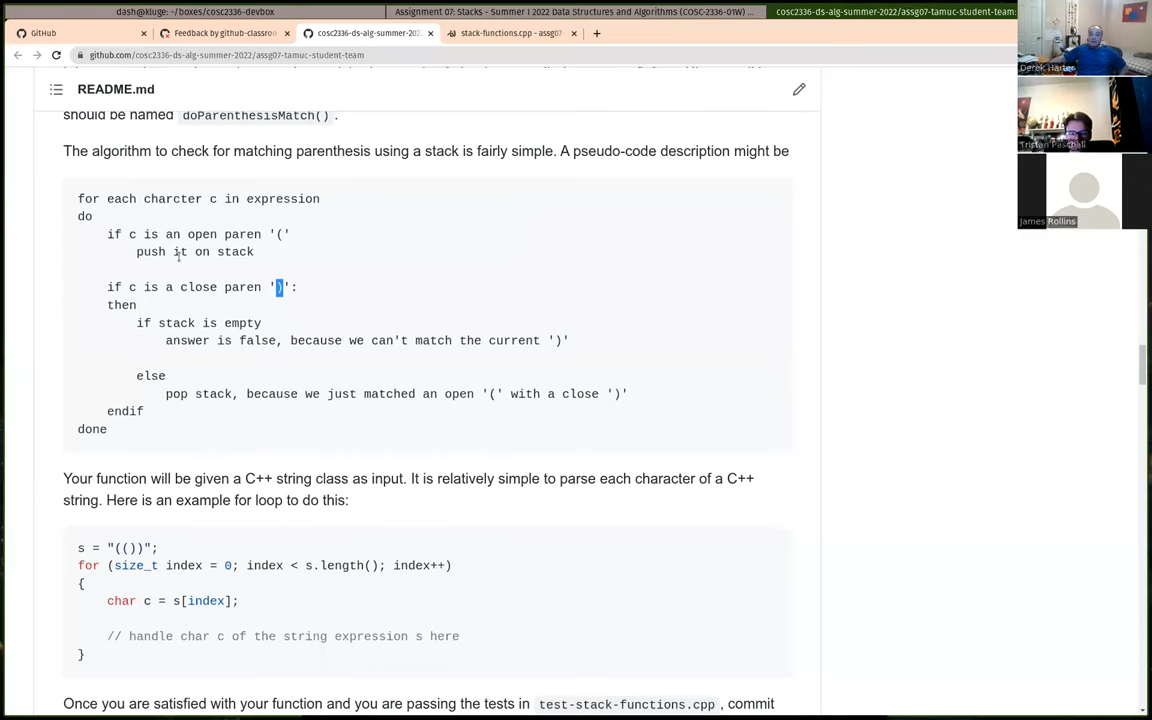 dash@kluge: ~/boxes/cosc2336-devbox
Assignment 07: Stacks - Summer I 2022 Data Structures and Algorithms (COSC-2336-01W) ...
cosc2336-ds-alg-summer-2022/assg07-tamuc-student-team:
GitHub
Feedback by github-classroo
cosc2336-ds-alg-summer-20
stack-functions.cpp - assg07
github.com/cosc2336-ds-alg-summer-2022/assg07-tamuc-student-team
Derek Harter
Tristan Paschall
James Rollins
README.md
should be named doParenthesisMatch() .
The algorithm to check for matching parenthesis using a stack is fairly simple. A pseudo-code description might be
for each charcter c in expression
do
if c is an open paren '('
push it on stack
if c is a close paren ')':
then
if stack is empty
answer is false, because we can't match the current ')'
else
pop stack, because we just matched an open '(' with a close ')'
endif
done
Your function will be given a C++ string class as input. It is relatively simple to parse each character of a C++
string. Here is an example for loop to do this:
s = "(())";
for (size_t index = 0; index < s.length(); index++)
{
char c = s[index];
// handle char c of the string expression s here
}
Once you are satisfied with your function and you are passing the tests in test-stack-functions.cpp , commit